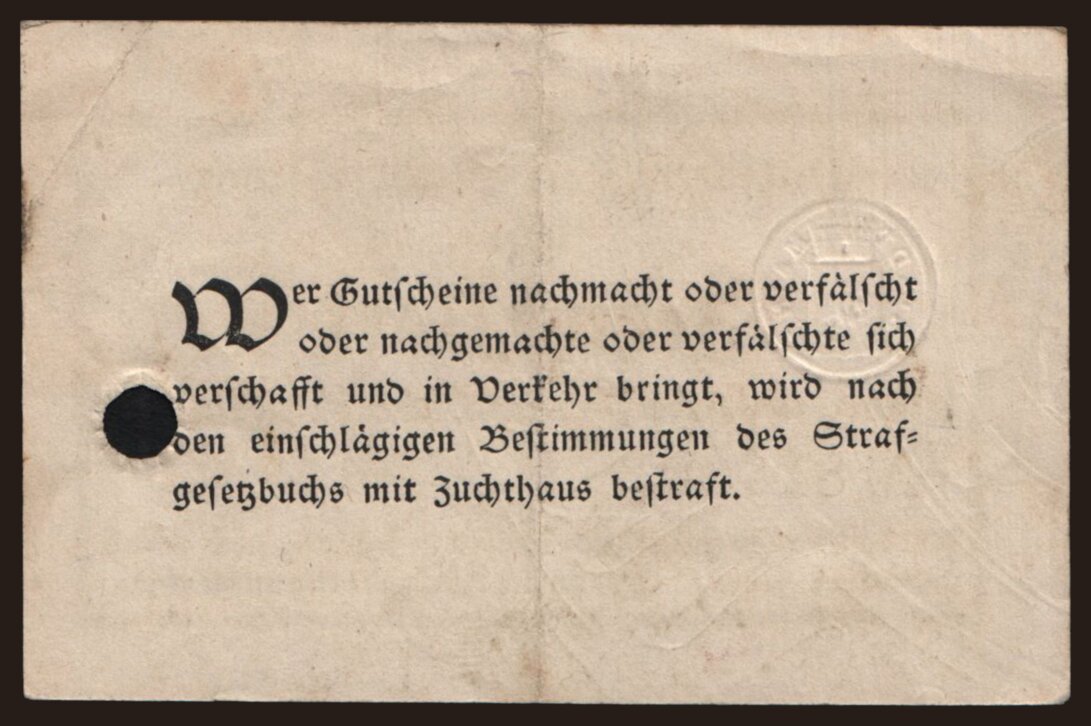 Wer Gutscheine nachmacht oder verfälscht
oder nachgemachte oder verfälschte sich
verschafft und in Verkehr bringt, wird nach
den einschlägigen Bestimmungen des Straf-
gesetzbuchs mit Zuchthaus bestraft.